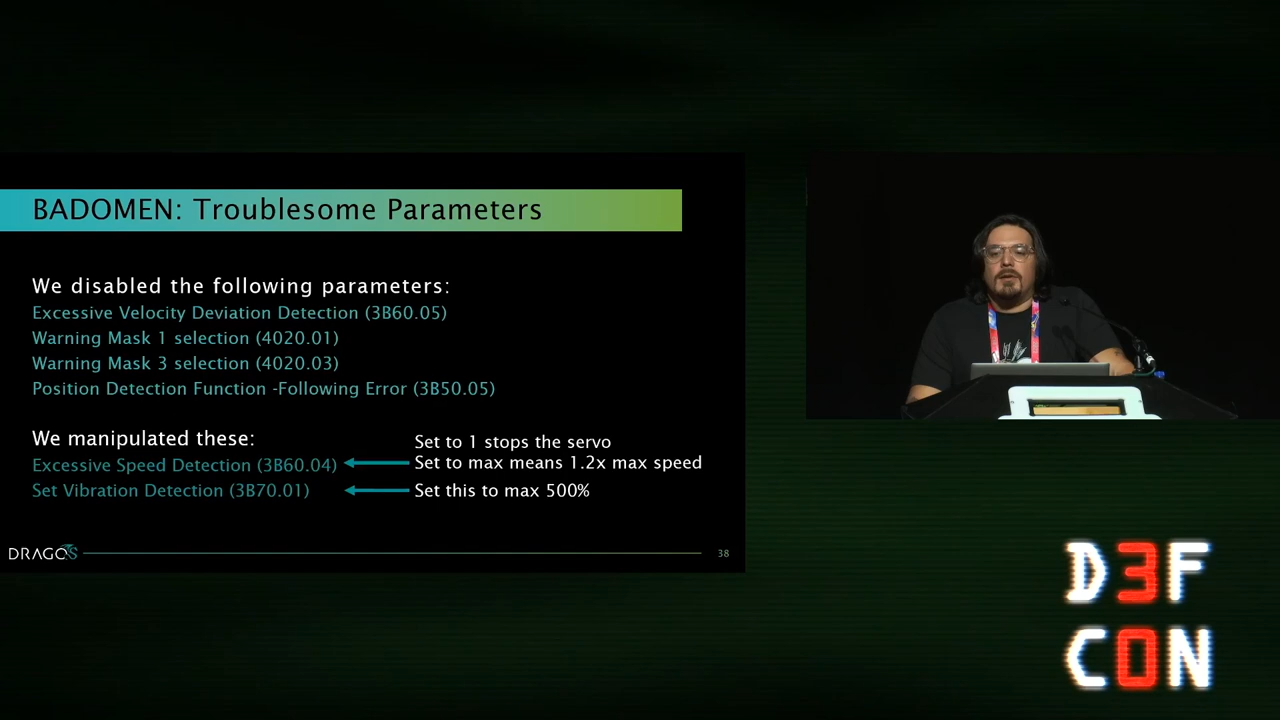 BADOMEN: Troublesome Parameters
We disabled the following parameters:
Excessive Velocity Deviation Detection (3B60.05)
Warning Mask 1 selection (4020.01)
Warning Mask 3 selection (4020.03)
Position Detection Function -Following Error (3B50.05)
We manipulated these:
Set to 1 stops the servo
Excessive Speed Detection (3B60.04)
Set to max means 1.2x max speed
Set Vibration Detection (3B70.01)
Set this to max 500%
DRAGOS
38
D3F
C0N